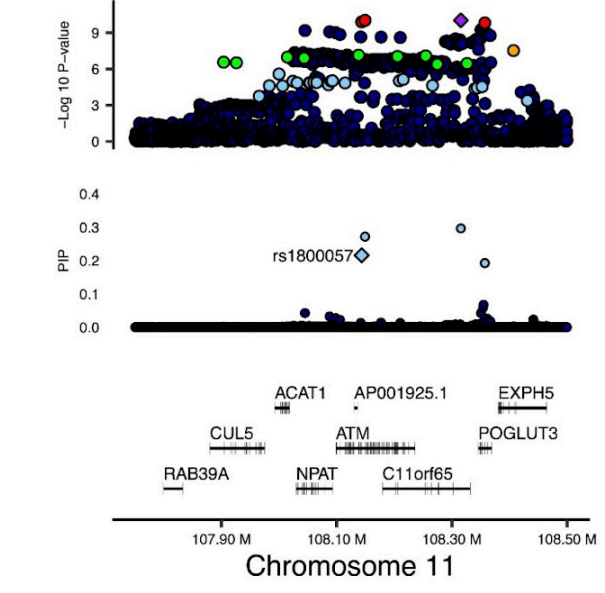 −Log 10 P−value
9
6
3
0
PIP
0.4
0.3
0.2
0.1
0.0
rs1800057
ACAT1 AP001925.1 EXPH5
CUL5 ATM POGLUT3
RAB39A NPAT C11orf65
107.90 M 108.10 M 108.30 M 108.50 M
Chromosome 11